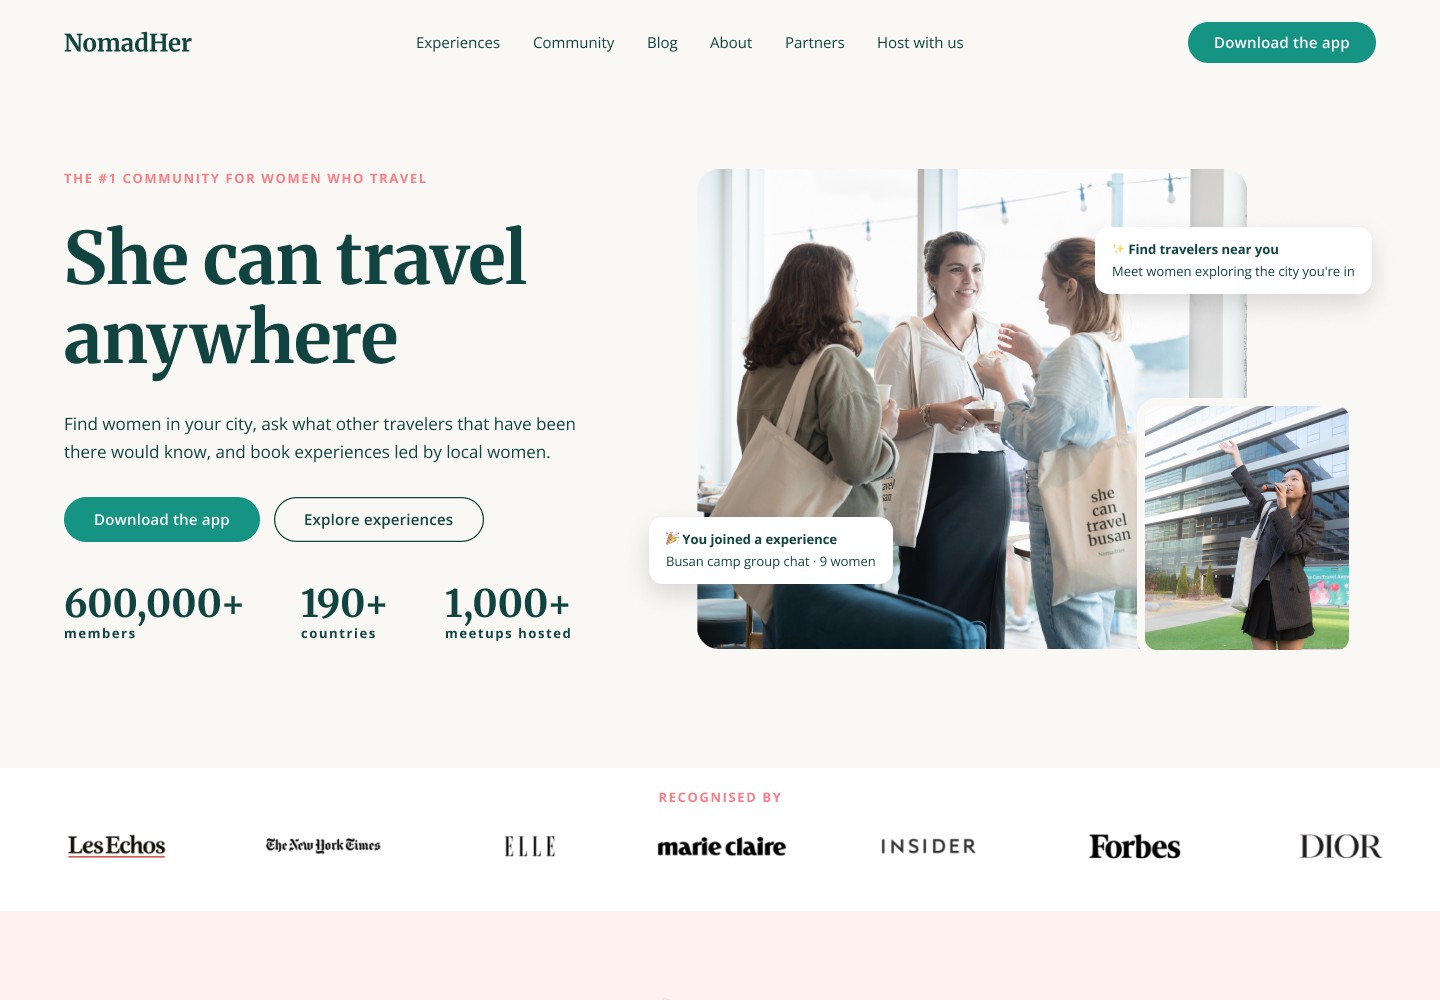 NomadHer
Experiences
Community
Blog
About
Partners
Host with us
Download the app
THE #1 COMMUNITY FOR WOMEN WHO TRAVEL
She can travel
anywhere
Find women in your city, ask what other travelers that have been
there would know, and book experiences led by local women.
Download the app
Explore experiences
600,000+
members
190+
countries
1,000+
meetups hosted
✨ Find travelers near you
Meet women exploring the city you're in
she
can
travel
busan
NomadHer
🎉 You joined a experience
Busan camp group chat · 9 women
RECOGNISED BY
Les Echos
The New York Times
ELLE
marie claire
INSIDER
Forbes
DIOR